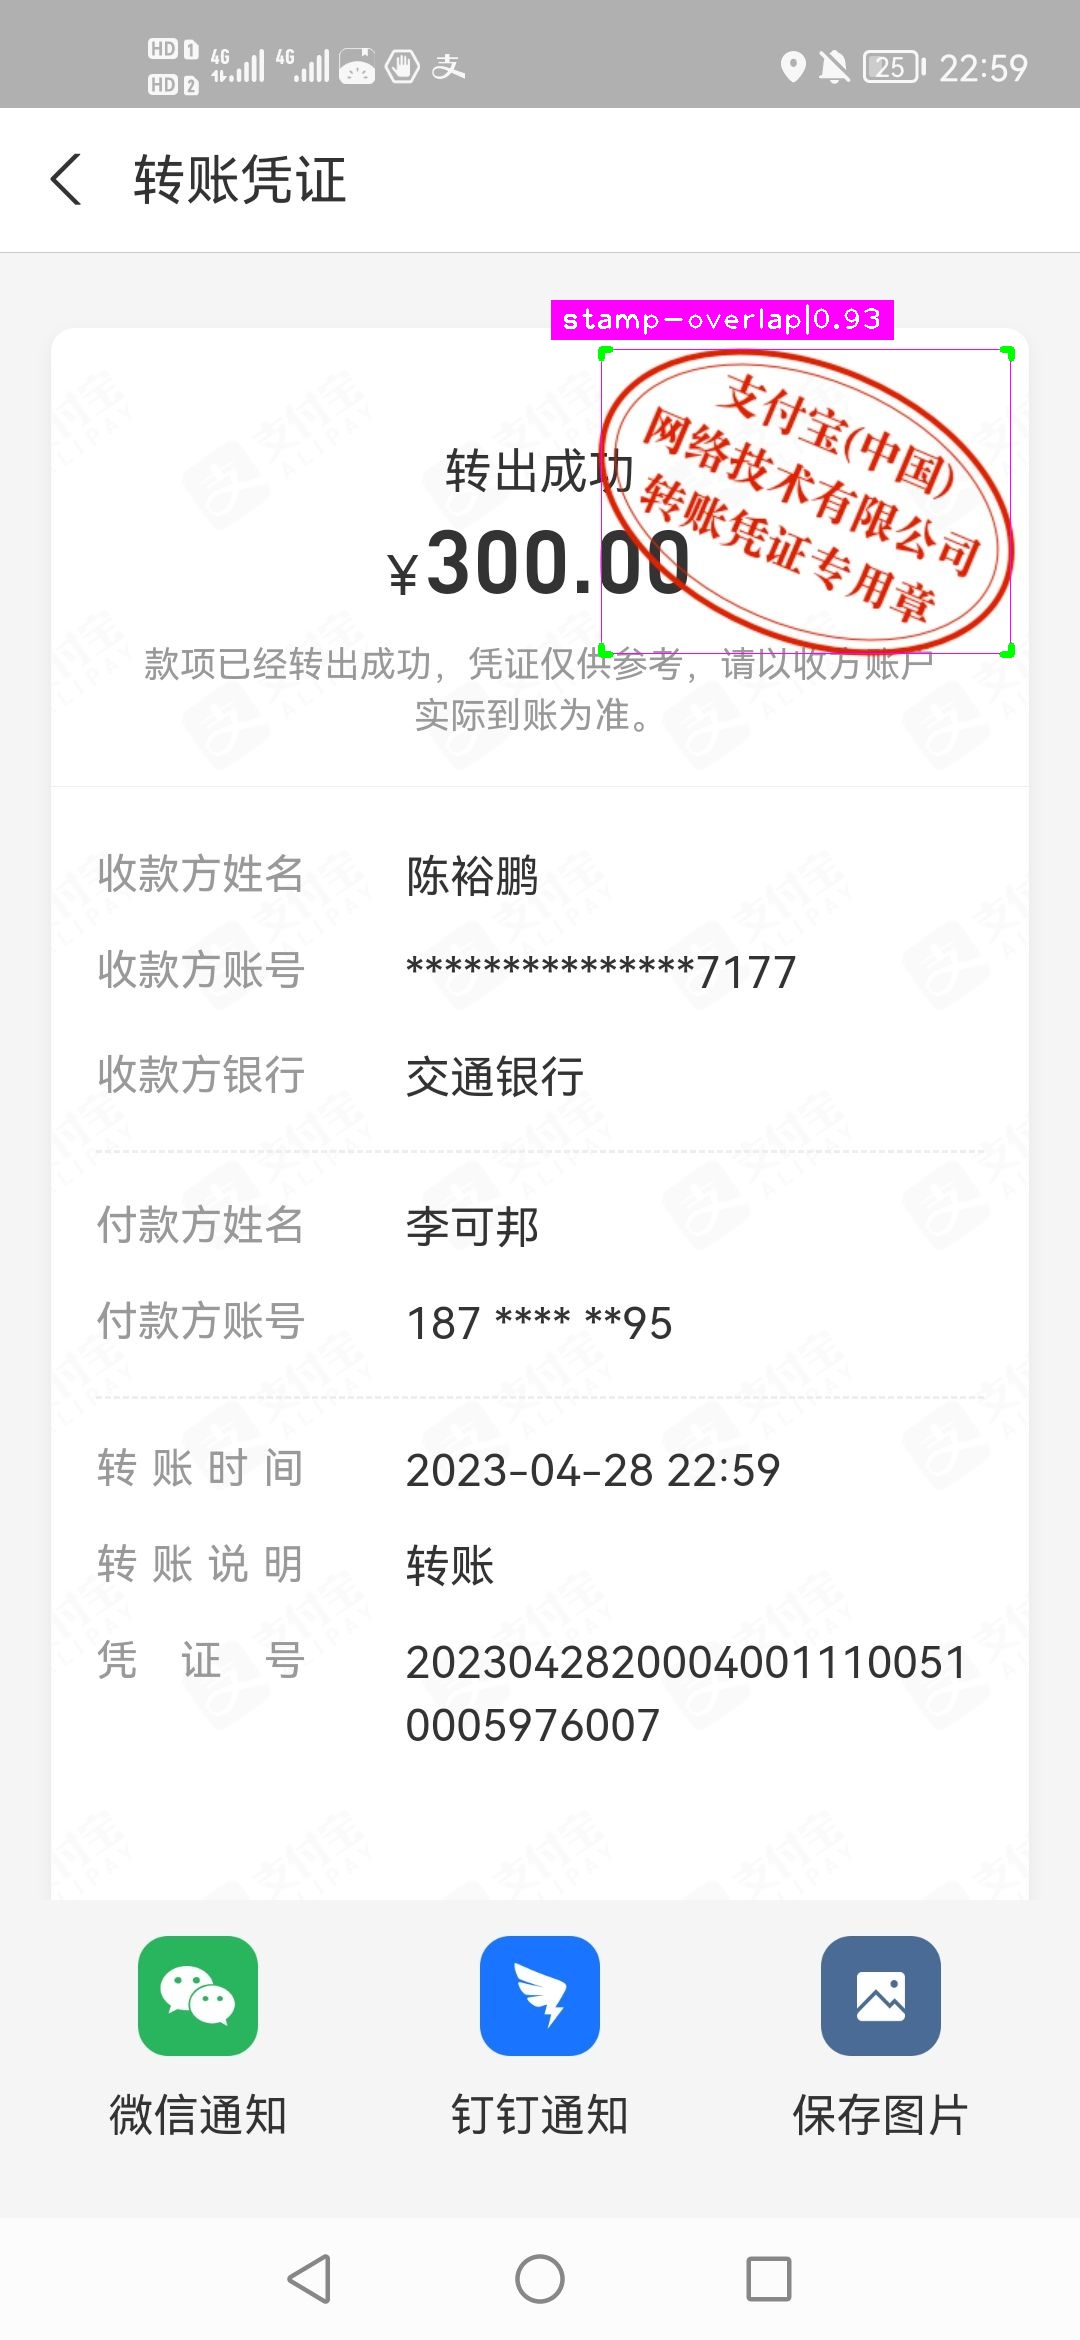 HD 1 4G 4G 支 25 22:59
HD 2
转账凭证
stamp-overlap|0.93
支付宝(中国)
网络技术有限公司
转账凭证专用章
转出成功
¥300.00
款项已经转出成功，凭证仅供参考，请以收方账户
实际到账为准。
收款方姓名 陈裕鹏
收款方账号 ***************7177
收款方银行 交通银行
付款方姓名 李可邦
付款方账号 187 **** **95
转账时间 2023-04-28 22:59
转账说明 转账
凭证号 2023042820004001110051
0005976007
支付宝
ALIPAY
微信通知 钉钉通知 保存图片